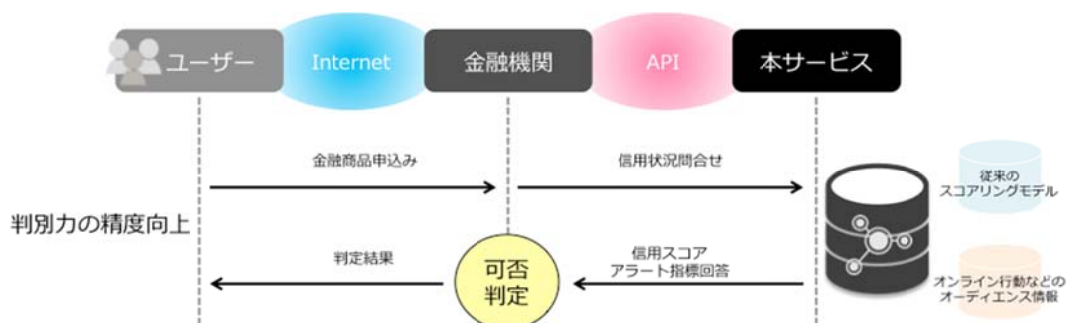 ユーザー
Internet
金融機関
API
本サービス
金融商品申込み
信用状況問合せ
従来の
スコアリングモデル
判別力の精度向上
判定結果
可否
判定
信用スコア
アラート指標回答
オンライン行動などの
オーディエンス情報